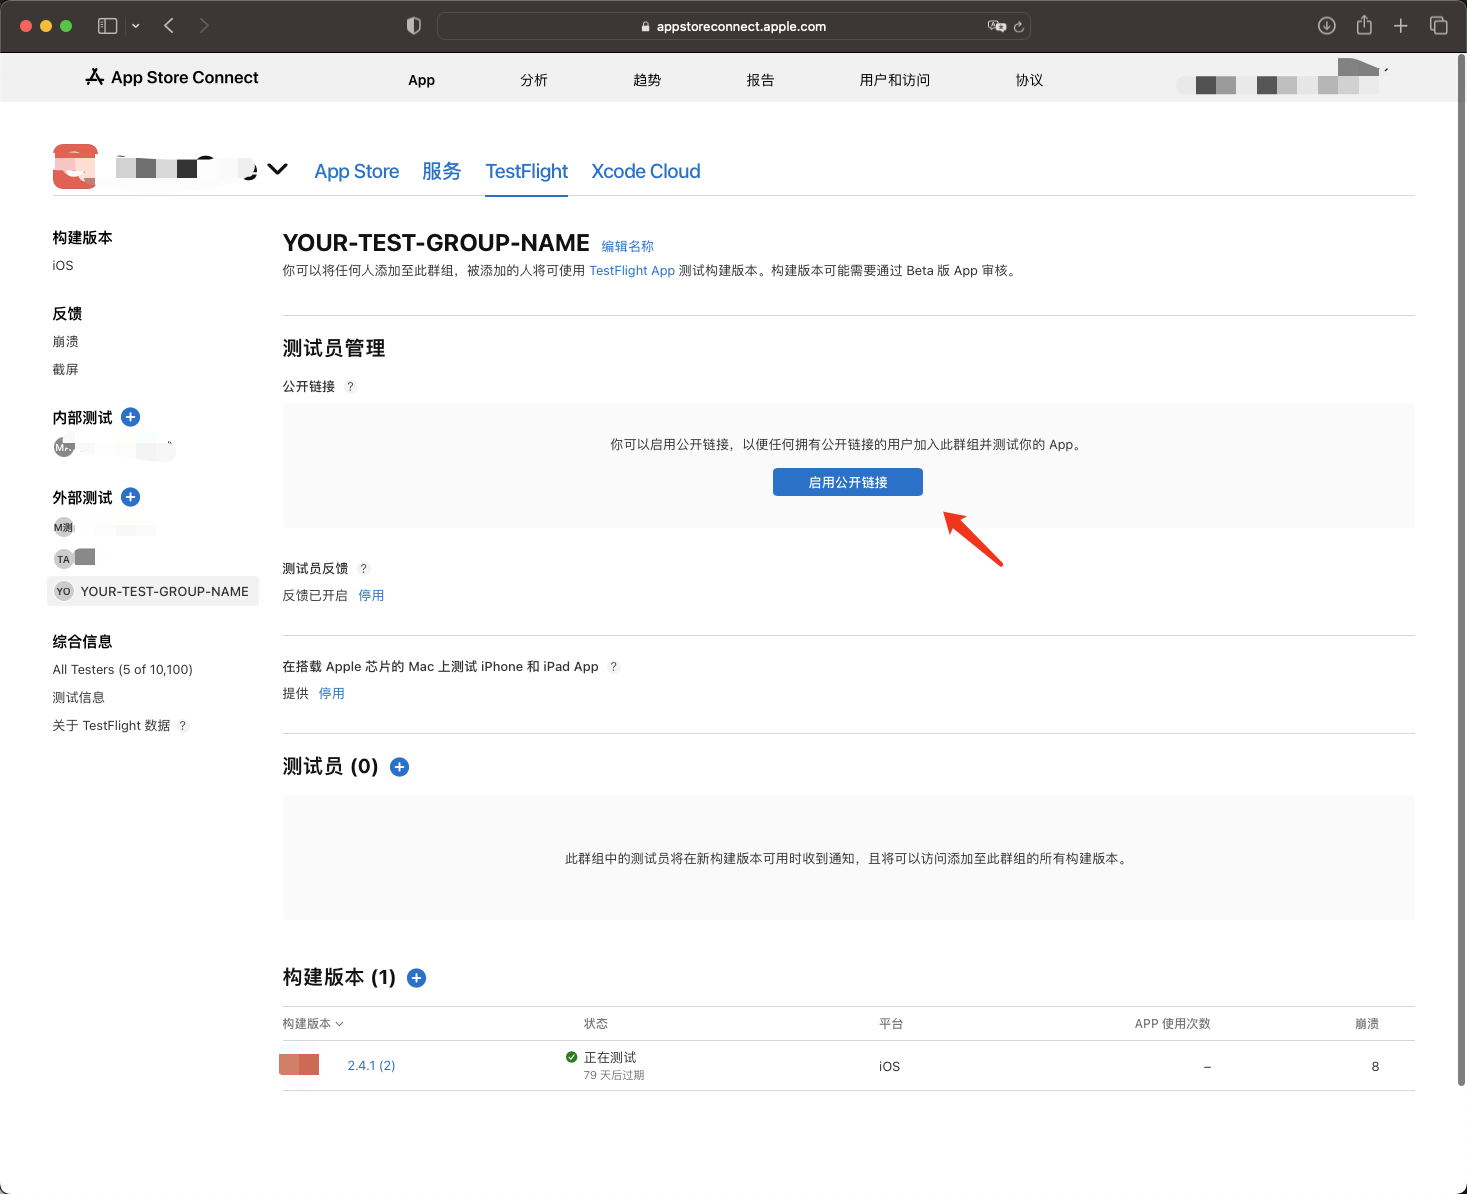 appstoreconnect.apple.com
App Store Connect
App
分析
趋势
报告
用户和访问
协议
App Store
服务
TestFlight
Xcode Cloud
构建版本
iOS
反馈
崩溃
截屏
内部测试
外部测试
M测
TA
YO YOUR-TEST-GROUP-NAME
综合信息
All Testers (5 of 10,100)
测试信息
关于 TestFlight 数据 ?
YOUR-TEST-GROUP-NAME 编辑名称
你可以将任何人添加至此群组，被添加的人将可使用 TestFlight App 测试构建版本。构建版本可能需要通过 Beta 版 App 审核。
测试员管理
公开链接 ?
你可以启用公开链接，以便任何拥有公开链接的用户加入此群组并测试你的 App。
启用公开链接
测试员反馈 ?
反馈已开启 停用
在搭载 Apple 芯片的 Mac 上测试 iPhone 和 iPad App ?
提供 停用
测试员 (0)
此群组中的测试员将在新构建版本可用时收到通知，且将可以访问添加至此群组的所有构建版本。
构建版本 (1)
构建版本 状态 平台 APP 使用次数 崩溃
2.4.1 (2) 正在测试 iOS – 8
79 天后过期